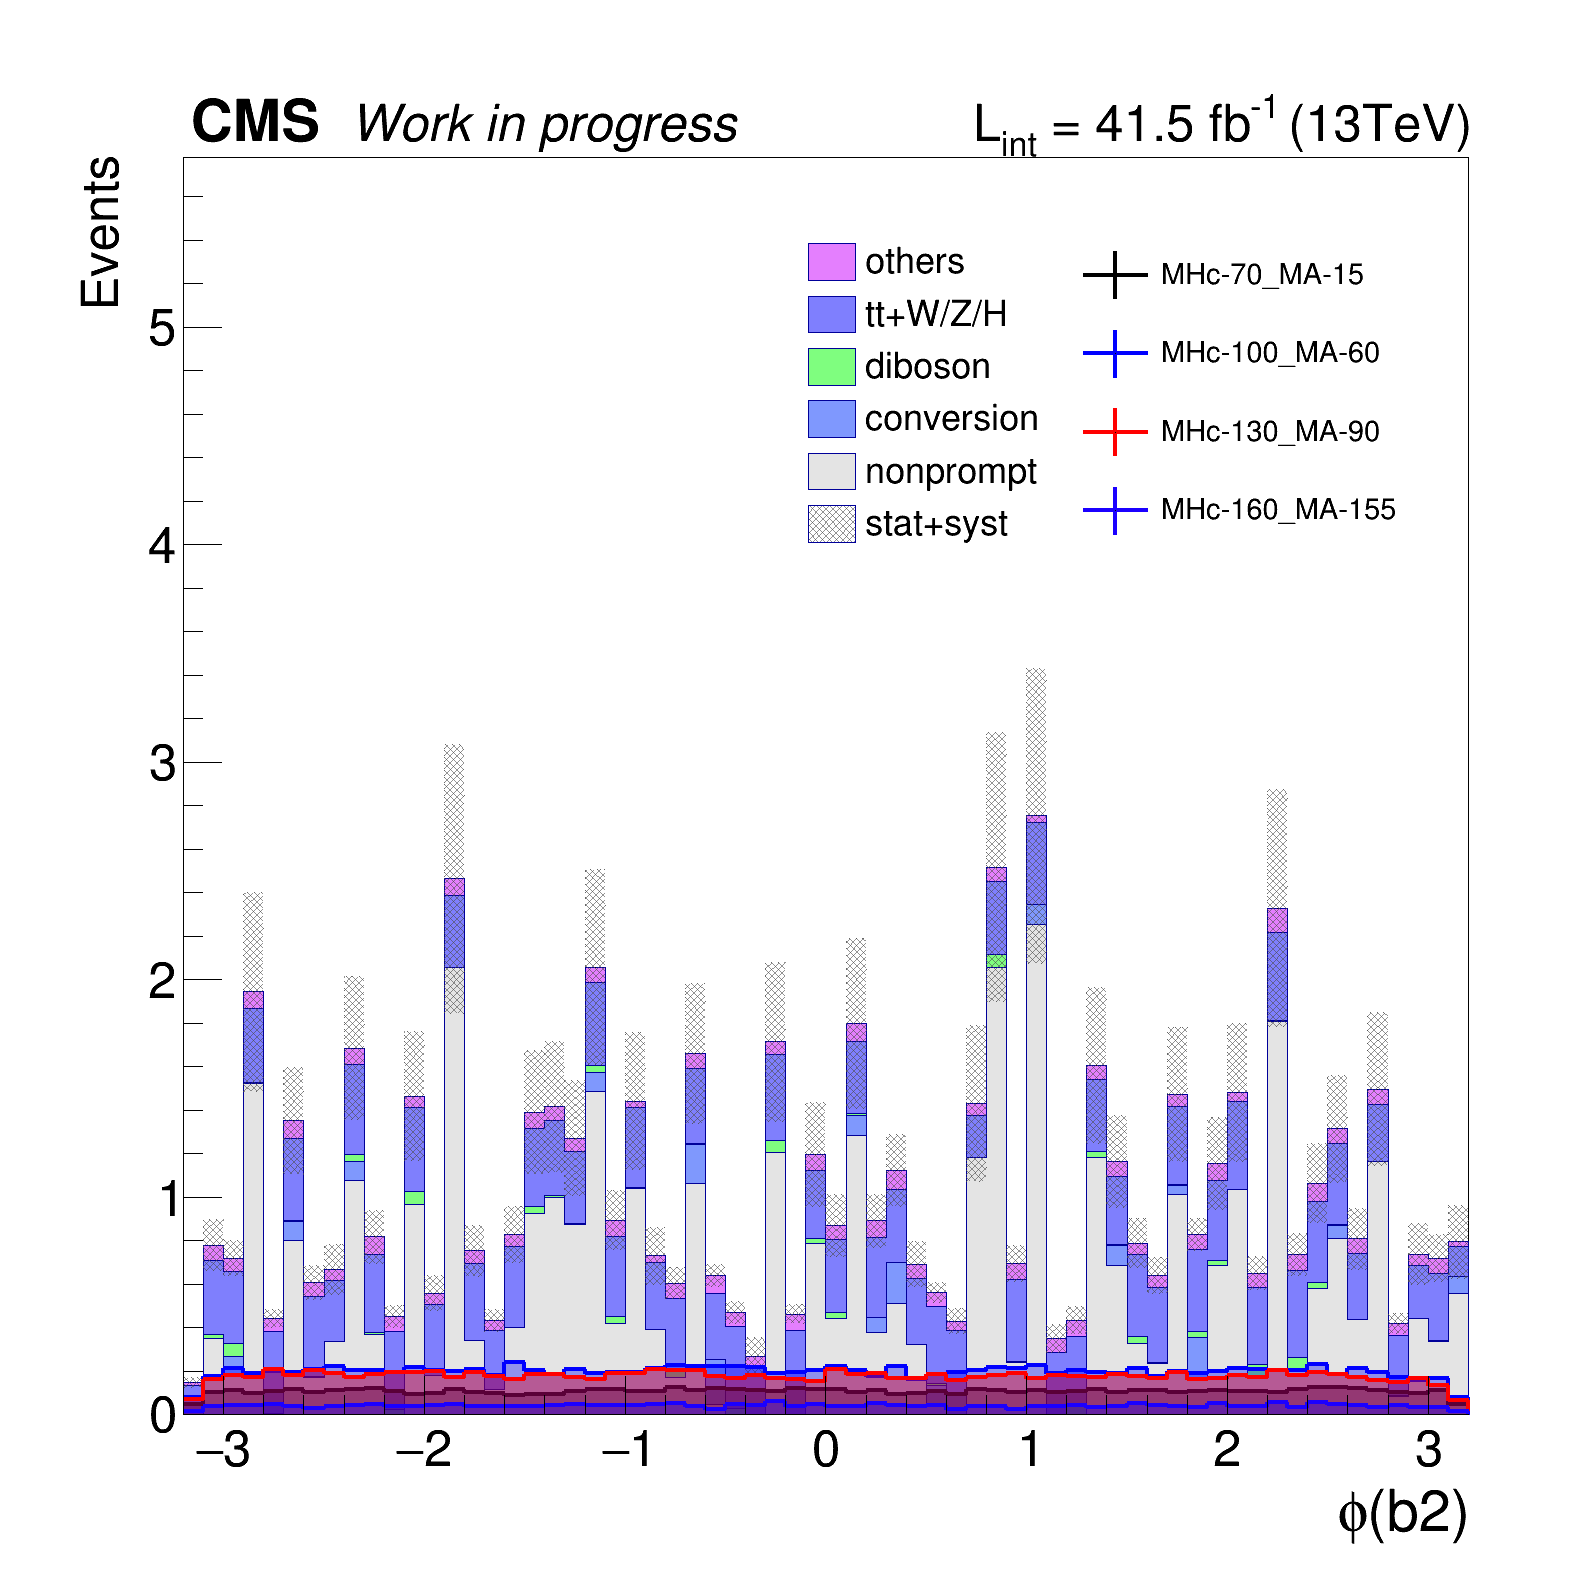 CMS Work in progress L_int = 41.5 fb^-1 (13TeV)
Events
others
tt+W/Z/H
diboson
conversion
nonprompt
stat+syst
MHc-70_MA-15
MHc-100_MA-60
MHc-130_MA-90
MHc-160_MA-155
5
4
3
2
1
0
−3 −2 −1 0 1 2 3
ϕ(b2)